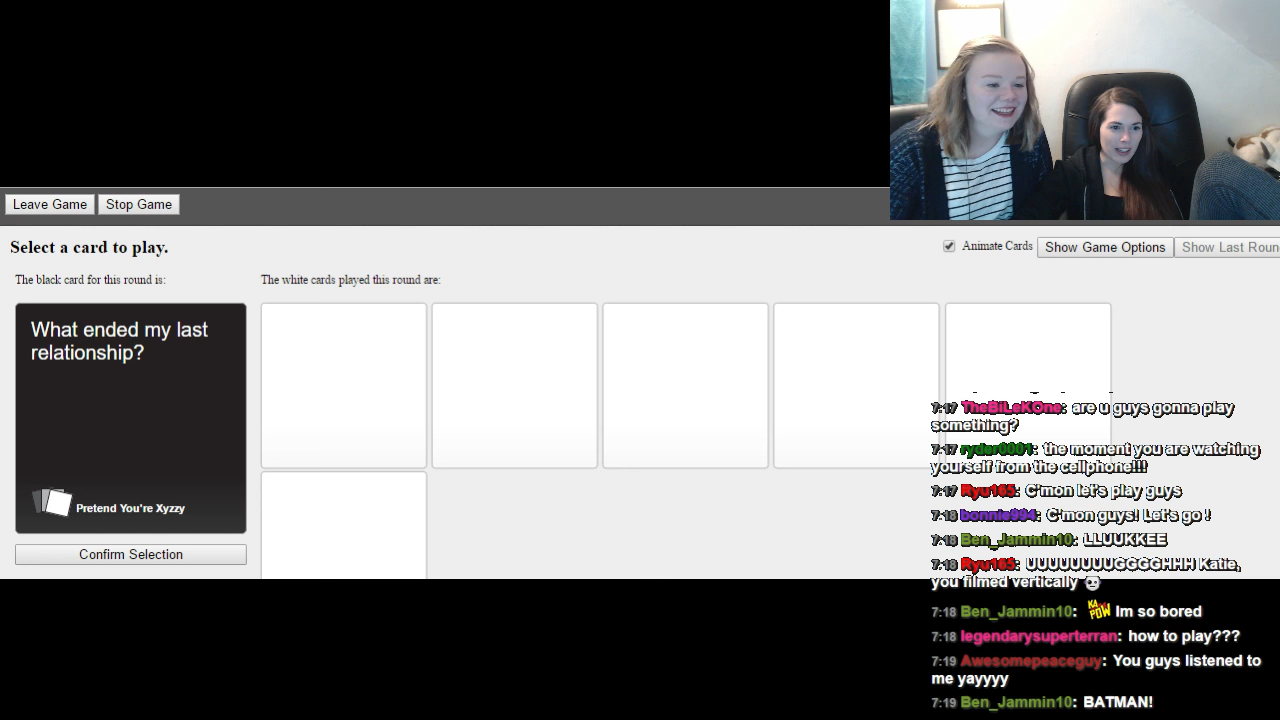 Leave Game
Stop Game
Select a card to play.
Animate Cards
Show Game Options
Show Last Roun
The black card for this round is:
The white cards played this round are:
What ended my last
relationship?
Pretend You're Xyzzy
Confirm Selection
7:17 TheBiLeKOne: are u guys gonna play
something?
7:17 ryder0001: the moment you are watching
yourself from the cellphone!!!
7:17 Ryu165: C'mon let's play guys
7:18 bonnie994: C'mon guys! Let's go !
7:18 Ben_Jammin10: LLUUKKEE
7:18 Ryu165: UUUUUUUUGGGGHHH Katie,
you filmed vertically
7:18 Ben_Jammin10: KA POW Im so bored
7:18 legendarysuperterran: how to play???
7:19 Awesomepeaceguy: You guys listened to
me yayyyy
7:19 Ben_Jammin10: BATMAN!